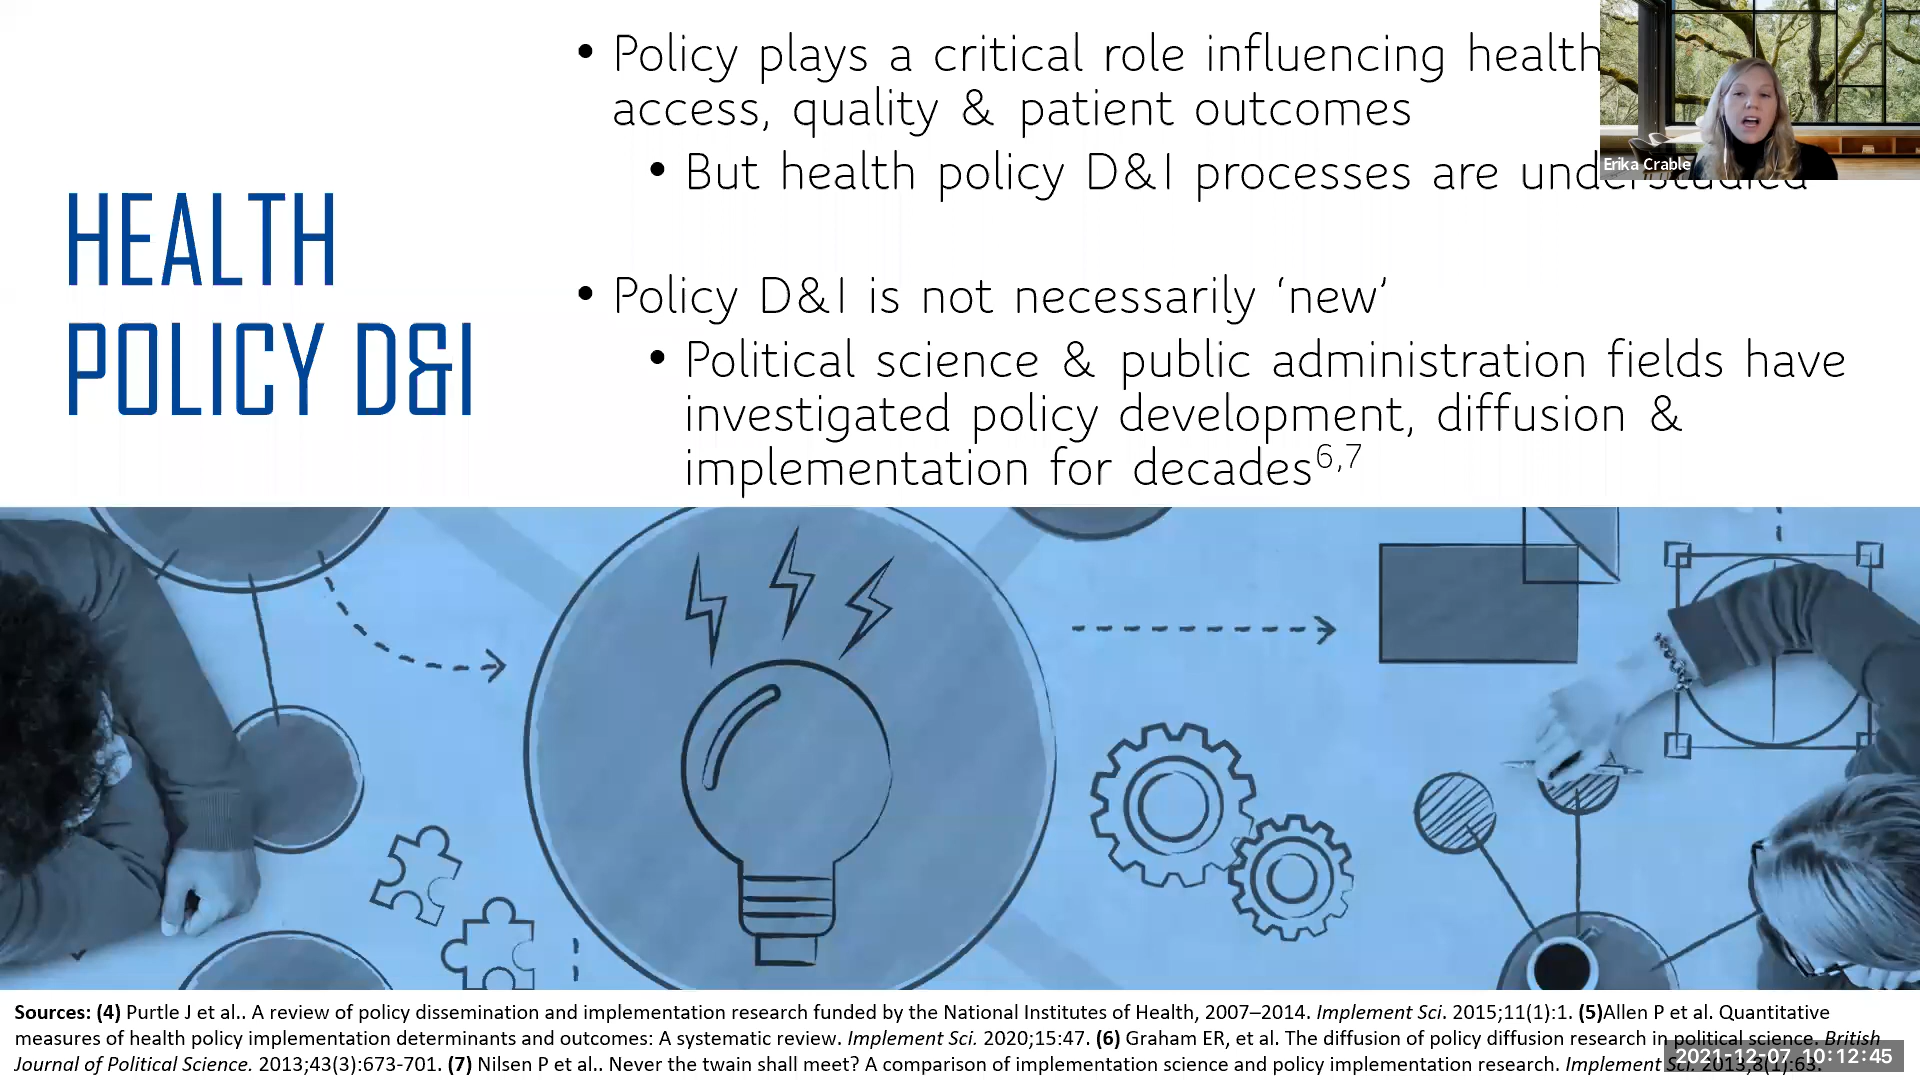 HEALTH
POLICY D&I
• Policy plays a critical role influencing health
access, quality & patient outcomes
• But health policy D&I processes are understudied
• Policy D&I is not necessarily ‘new’
• Political science & public administration fields have
investigated policy development, diffusion &
implementation for decades6,7
Erika Crable
Sources: (4) Purtle J et al.. A review of policy dissemination and implementation research funded by the National Institutes of Health, 2007–2014. Implement Sci. 2015;11(1):1. (5)Allen P et al. Quantitative
measures of health policy implementation determinants and outcomes: A systematic review. Implement Sci. 2020;15:47. (6) Graham ER, et al. The diffusion of policy diffusion research in political science. British
Journal of Political Science. 2013;43(3):673-701. (7) Nilsen P et al.. Never the twain shall meet? A comparison of implementation science and policy implementation research. Implement Sci. 2013;8(1):63.
2021-12-07 10:12:45